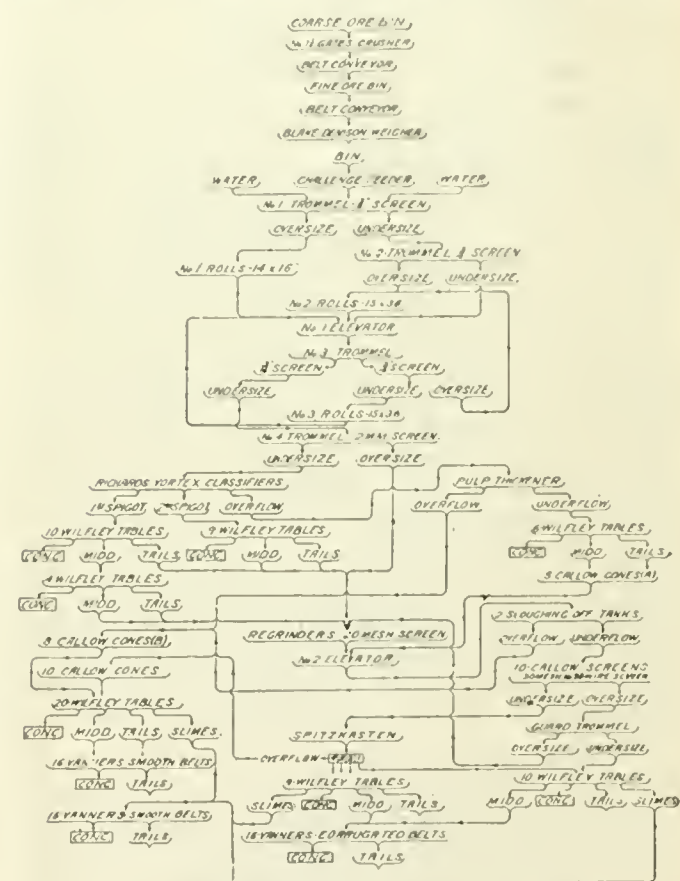 COARSE ORE BIN
GATES CRUSHER
BELT CONVEYOR
FINE ORE BIN
BELT CONVEYOR
BLAKE DENISON WEIGHER
BIN
WATER CHALLENGE FEEDER WATER
No 1 TROMMEL SCREEN
OVERSIZE UNDERSIZE
No 2 TROMMEL SCREEN
No 1 ROLLS-14x16 OVERSIZE UNDERSIZE
No 2 ROLLS-15x36
No 1 ELEVATOR
No 3 TROMMEL
SCREEN SCREEN
UNDERSIZE UNDERSIZE OVERSIZE
No 3 ROLLS-15x36
No 4 TROMMEL 2MM SCREEN
UNDERSIZE OVERSIZE
RICHARDS VORTEX CLASSIFIERS PULP THICKENER
1st SPIGOT SPIGOT OVERFLOW OVERFLOW UNDERFLOW
10 WILFLEY TABLES 9 WILFLEY TABLES WILFLEY TABLES
CONC MIDD TAILS CONC MIDD TAILS CONC MIDD TAILS
4 WILFLEY TABLES 8 CALLOW CONES(A)
CONC MIDD TAILS
2 SLOUGHING OFF TANKS
8 CALLOW CONES(B) REGRINDERS MESH SCREEN OVERFLOW UNDERFLOW
10 CALLOW CONES No 2 ELEVATOR 10-CALLOW SCREENS
20 WILFLEY TABLES UNDERSIZE OVERSIZE
CONC MIDD TAILS SLIMES SPITZKASTEN GUARD TROMMEL
OVERFLOW OVERSIZE UNDERSIZE
16 VANNERS SMOOTH BELTS 9 WILFLEY TABLES 10 WILFLEY TABLES
CONC TAILS SLIMES CONC MIDD TAILS MIDD CONC TAILS SLIMES
16 VANNERS SMOOTH BELTS 16 VANNERS-CORRUGATED BELTS
CONC TAILS CONC TAILS